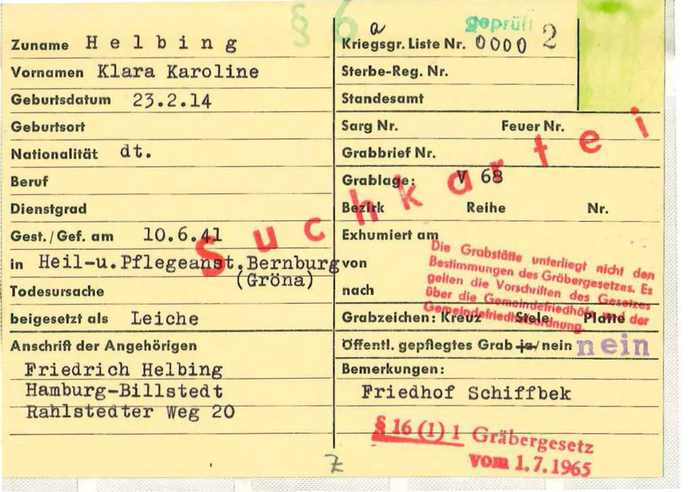 § 6
a
geprüft
Zuname Helbing
Kriegsgr. Liste Nr. 0000 2
Vornamen Klara Karoline
Sterbe-Reg. Nr.
Geburtsdatum 23.2.14
Standesamt
Geburtsort
Sarg Nr. Feuer Nr.
Nationalität dt.
Grabbrief Nr.
Beruf
Grablage: V 68
Dienstgrad
Bezirk Reihe Nr.
Gest./Gef. am 10.6.41
Exhumiert am
in Heil-u.Pflegeanst.Bernburg
(Gröna)
von
Todesursache
nach
beigesetzt als Leiche
Grabzeichen: Kreuz Stele Platte
Anschrift der Angehörigen
Öffentl. gepflegtes Grab ja/nein nein
Friedrich Helbing
Hamburg-Billstedt
Rahlstedter Weg 20
Bemerkungen:
Friedhof Schiffbek
Suchkartei
Die Grabstätte unterliegt nicht den
Bestimmungen des Gräbergesetzes. Es
gelten die Vorschriften des Gesetzes
über die Gemeindefriedhöfe und der
Gemeindefriedhofsordnung.
§ 16 (1) 1 Gräbergesetz
vom 1.7.1965